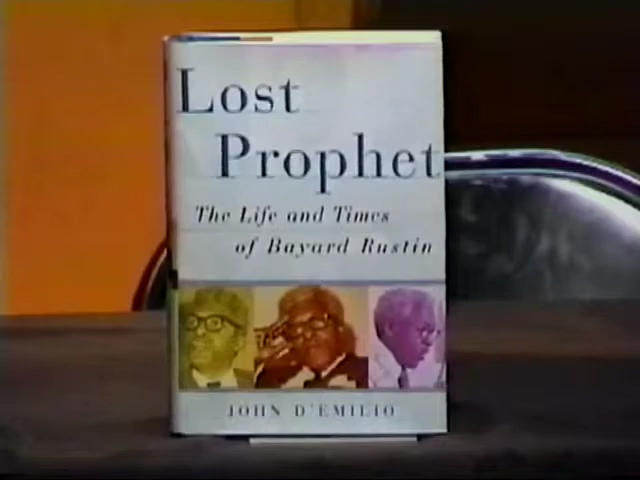 Lost
Prophet
The Life and Times
of Bayard Rustin
JOHN D'EMILIO